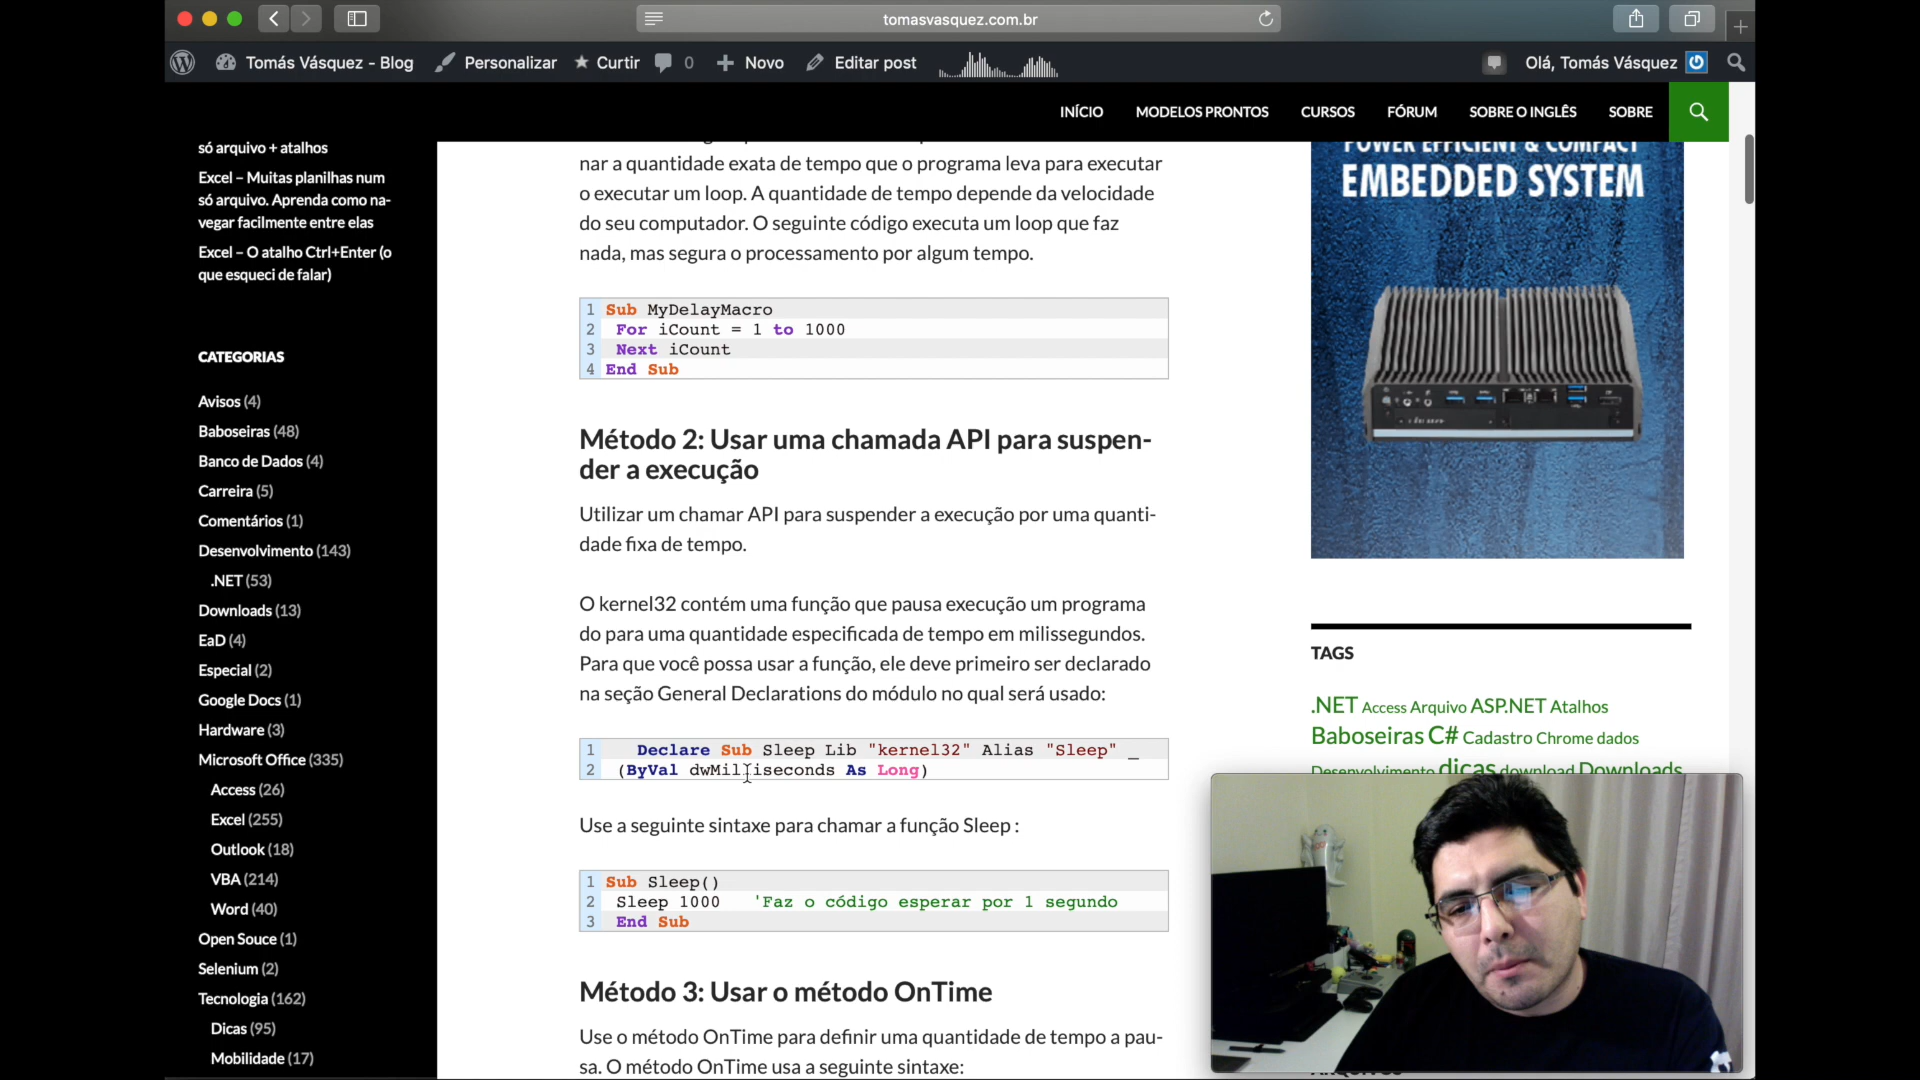 tomasvasquez.com.br
Tomás Vásquez - Blog Personalizar Curtir 0 Novo Editar post Olá, Tomás Vásquez
INÍCIO MODELOS PRONTOS CURSOS FÓRUM SOBRE O INGLÊS SOBRE
só arquivo + atalhos
Excel – Muitas planilhas num
só arquivo. Aprenda como na-
vegar facilmente entre elas
Excel – O atalho Ctrl+Enter (o
que esqueci de falar)
CATEGORIAS
Avisos (4)
Baboseiras (48)
Banco de Dados (4)
Carreira (5)
Comentários (1)
Desenvolvimento (143)
.NET (53)
Downloads (13)
EaD (4)
Especial (2)
Google Docs (1)
Hardware (3)
Microsoft Office (335)
Access (26)
Excel (255)
Outlook (18)
VBA (214)
Word (40)
Open Souce (1)
Selenium (2)
Tecnologia (162)
Dicas (95)
Mobilidade (17)
nar a quantidade exata de tempo que o programa leva para executar
o executar um loop. A quantidade de tempo depende da velocidade
do seu computador. O seguinte código executa um loop que faz
nada, mas segura o processamento por algum tempo.
1 Sub MyDelayMacro
2 For iCount = 1 to 1000
3 Next iCount
4 End Sub
Método 2: Usar uma chamada API para suspen-
der a execução
Utilizar um chamar API para suspender a execução por uma quanti-
dade fixa de tempo.
O kernel32 contém uma função que pausa execução um programa
do para uma quantidade especificada de tempo em milissegundos.
Para que você possa usar a função, ele deve primeiro ser declarado
na seção General Declarations do módulo no qual será usado:
1 Declare Sub Sleep Lib "kernel32" Alias "Sleep" _
2 (ByVal dwMilliseconds As Long)
Use a seguinte sintaxe para chamar a função Sleep :
1 Sub Sleep()
2 Sleep 1000 'Faz o código esperar por 1 segundo
3 End Sub
Método 3: Usar o método OnTime
Use o método OnTime para definir uma quantidade de tempo a pau-
sa. O método OnTime usa a seguinte sintaxe:
POWER EFFICIENT & COMPACT
EMBEDDED SYSTEM
TAGS
.NET Access Arquivo ASP.NET Atalhos
Baboseiras C# Cadastro Chrome dados
Desenvolvimento dicas download Downloads